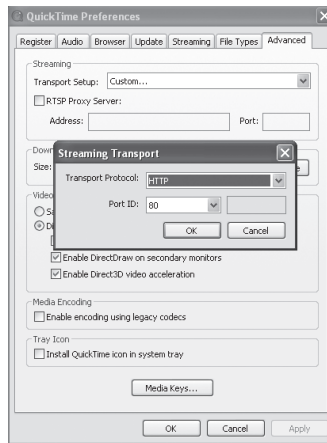 QuickTime Preferences
Register Audio Browser Update Streaming File Types Advanced
Streaming
Transport Setup: Custom...
RTSP Proxy Server:
Address: Port:
Size:
Streaming Transport
Transport Protocol: HTTP
Port ID: 80
OK Cancel
Video
Enable DirectDraw on secondary monitors
Enable Direct3D video acceleration
Media Encoding
Enable encoding using legacy codecs
Tray Icon
Install QuickTime icon in system tray
Media Keys...
OK Cancel Apply